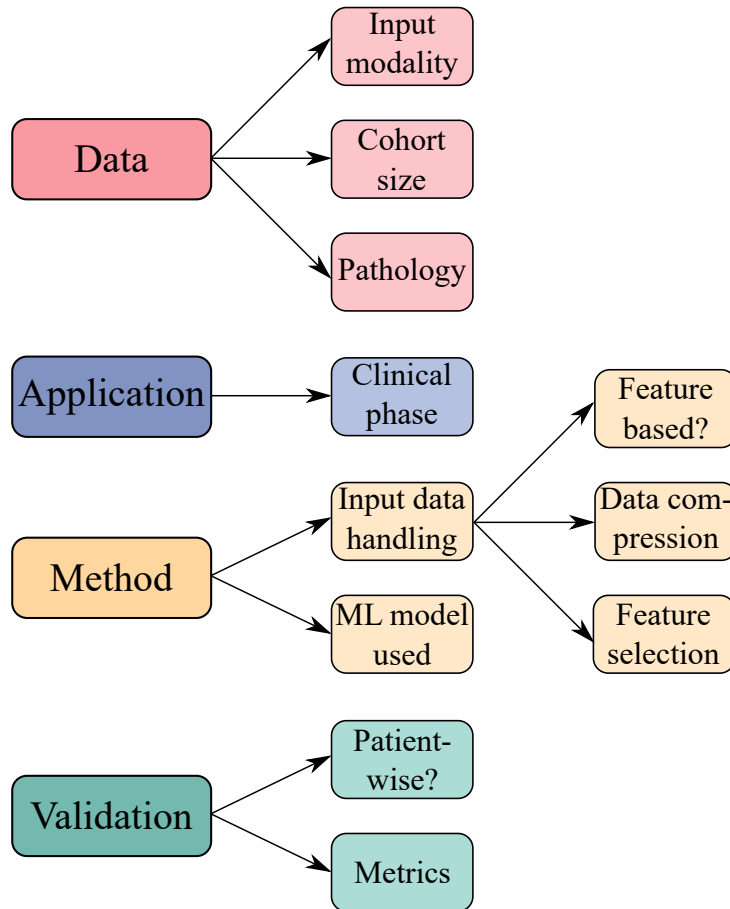 Data
Input
modality
Cohort
size
Pathology
Application
Clinical
phase
Method
Input data
handling
ML model
used
Feature
based?
Data com-
pression
Feature
selection
Validation
Patient-
wise?
Metrics